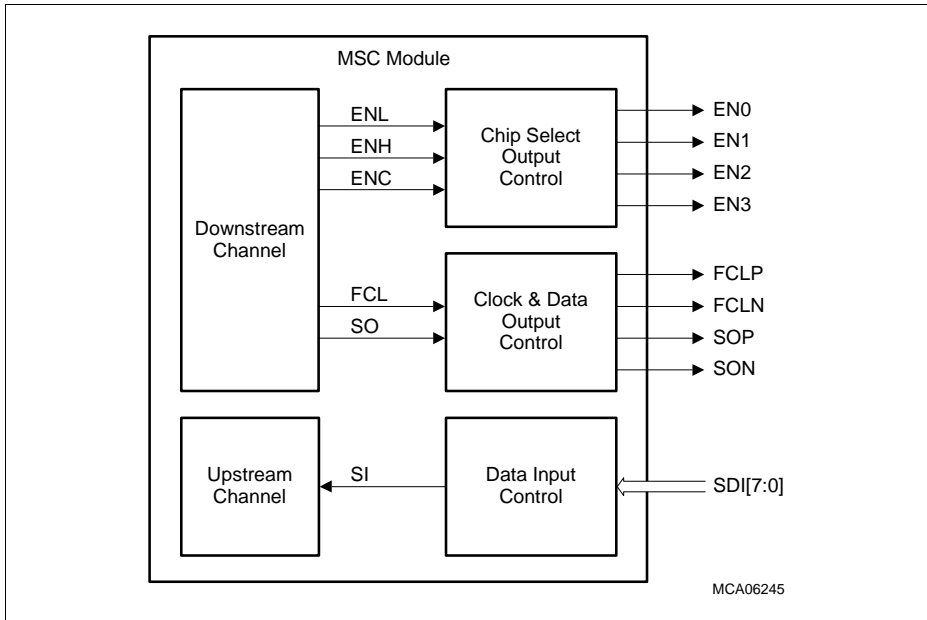 MSC Module
Downstream
Channel
ENL
ENH
ENC
FCL
SO
Chip Select
Output
Control
EN0
EN1
EN2
EN3
Clock & Data
Output
Control
FCLP
FCLN
SOP
SON
Upstream
Channel
SI
Data Input
Control
SDI[7:0]
MCA06245